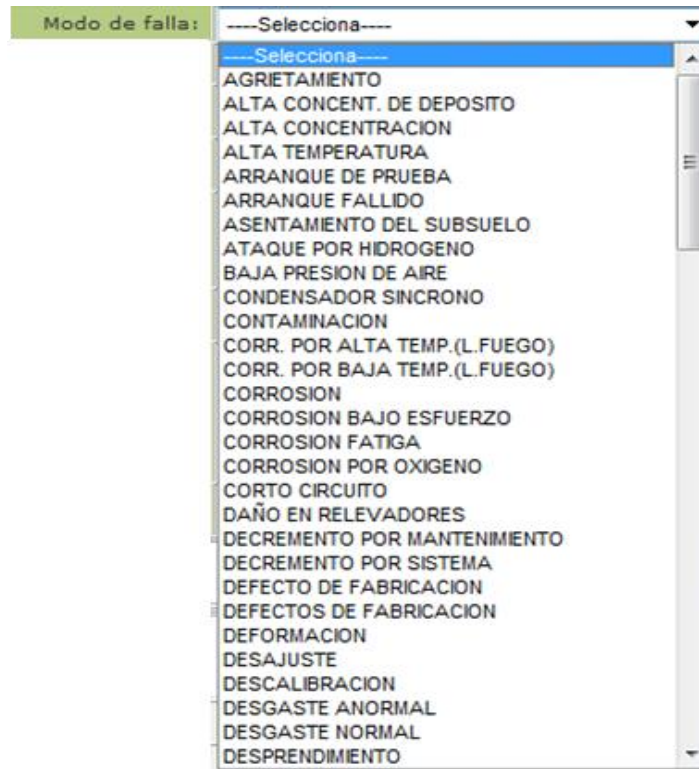 Modo de falla:
----Selecciona----
----Selecciona----
AGRIETAMIENTO
ALTA CONCENT. DE DEPOSITO
ALTA CONCENTRACION
ALTA TEMPERATURA
ARRANQUE DE PRUEBA
ARRANQUE FALLIDO
ASENTAMIENTO DEL SUBSUELO
ATAQUE POR HIDROGENO
BAJA PRESION DE AIRE
CONDENSADOR SINCRONO
CONTAMINACION
CORR. POR ALTA TEMP.(L.FUEGO)
CORR. POR BAJA TEMP.(L.FUEGO)
CORROSION
CORROSION BAJO ESFUERZO
CORROSION FATIGA
CORROSION POR OXIGENO
CORTO CIRCUITO
DAÑO EN RELEVADORES
DECREMENTO POR MANTENIMIENTO
DECREMENTO POR SISTEMA
DEFECTO DE FABRICACION
DEFECTOS DE FABRICACION
DEFORMACION
DESAJUSTE
DESCALIBRACION
DESGASTE ANORMAL
DESGASTE NORMAL
DESPRENDIMIENTO